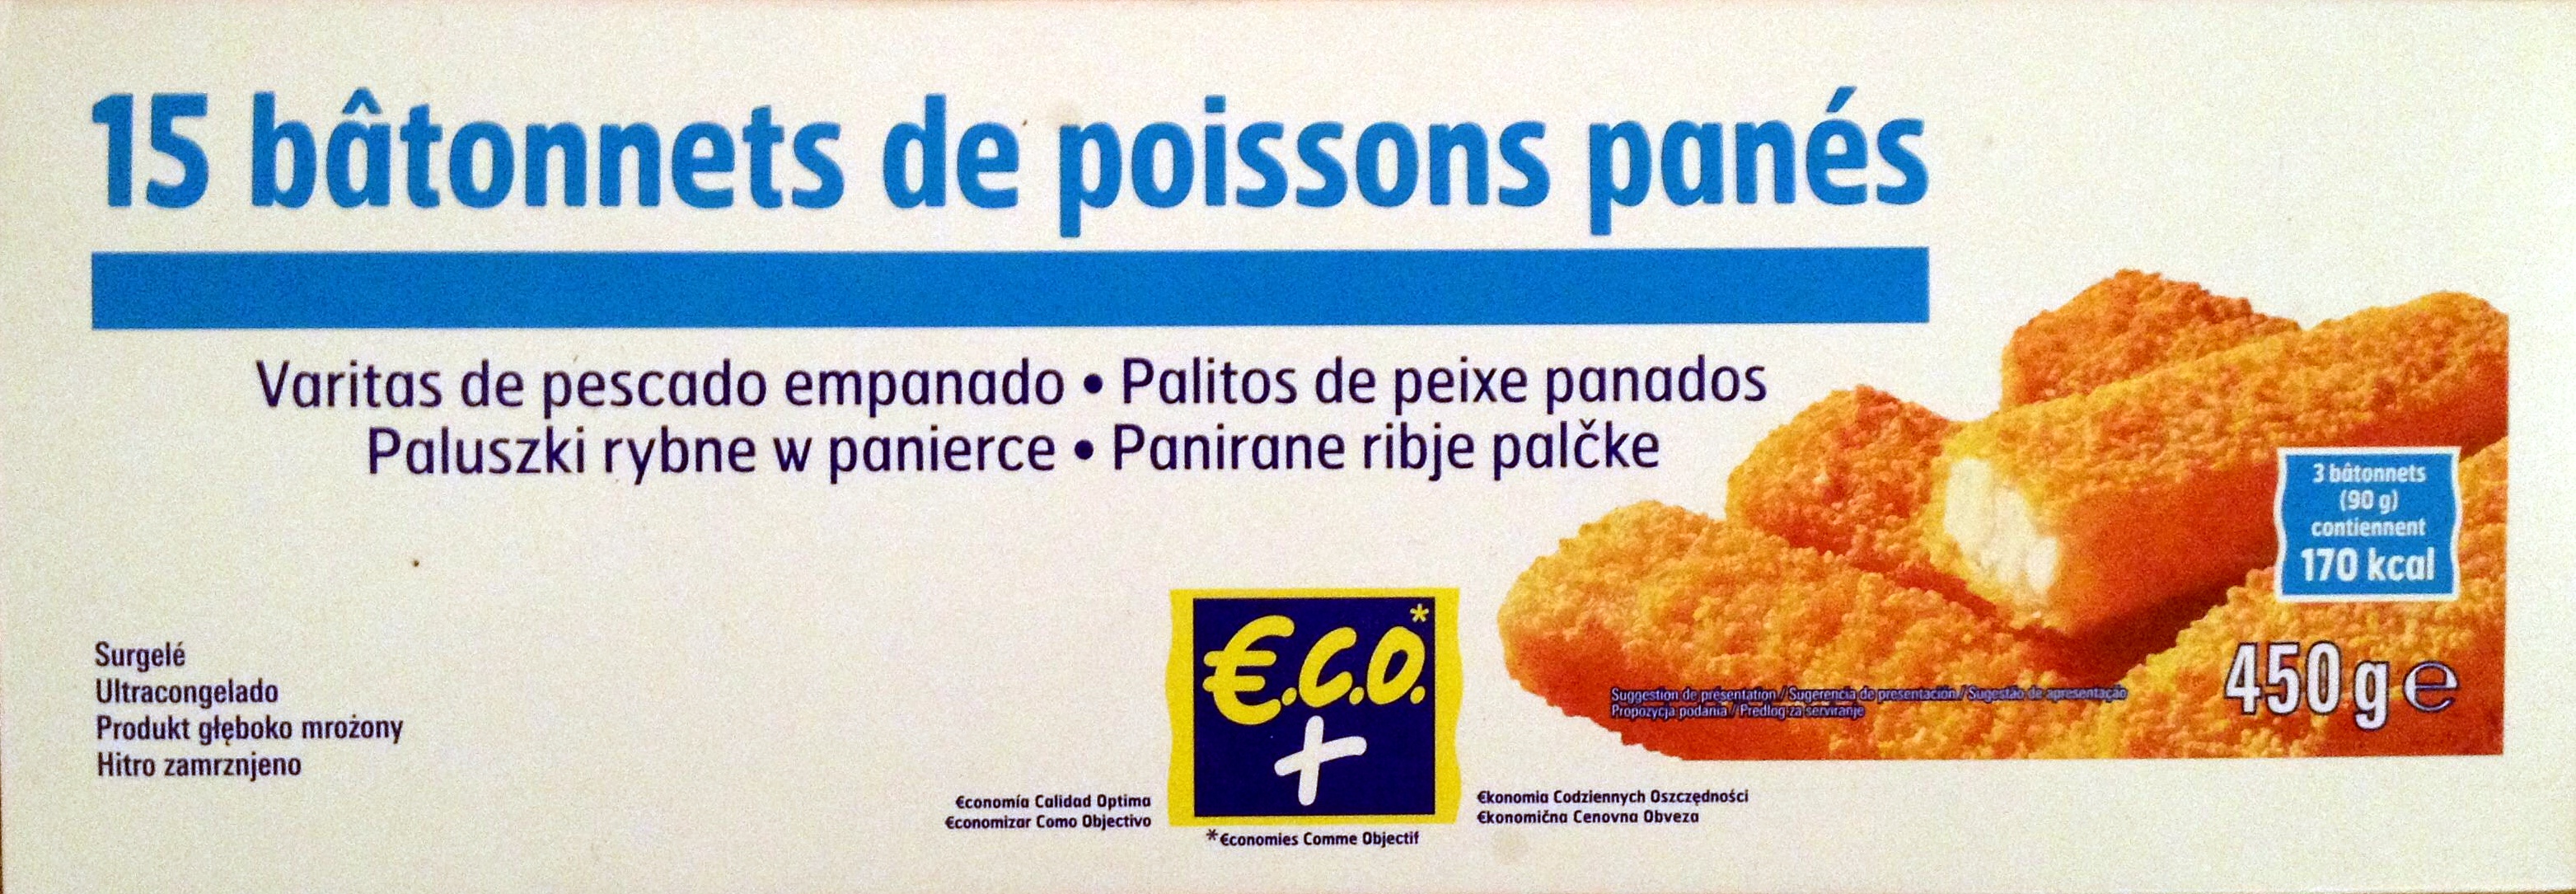 15 bâtonnets de poissons panés
Varitas de pescado empanado • Palitos de peixe panados
Paluszki rybne w panierce • Panirane ribje palčke
3 bâtonnets
(90 g)
contiennent
170 kcal
Surgelé
Ultracongelado
Produkt głęboko mrożony
Hitro zamrznjeno
€.C.O.*
+
Suggestion de présentation / Sugerencia de presentación / Sugestão de apresentação
Propozycja podania / Predlog za serviranje
450 g ℮
€conomía Calidad Optima
€conomizar Como Objectivo
*€conomies Comme Objectif
€konomia Codziennych Oszczędności
€konomična Cenovna Obveza